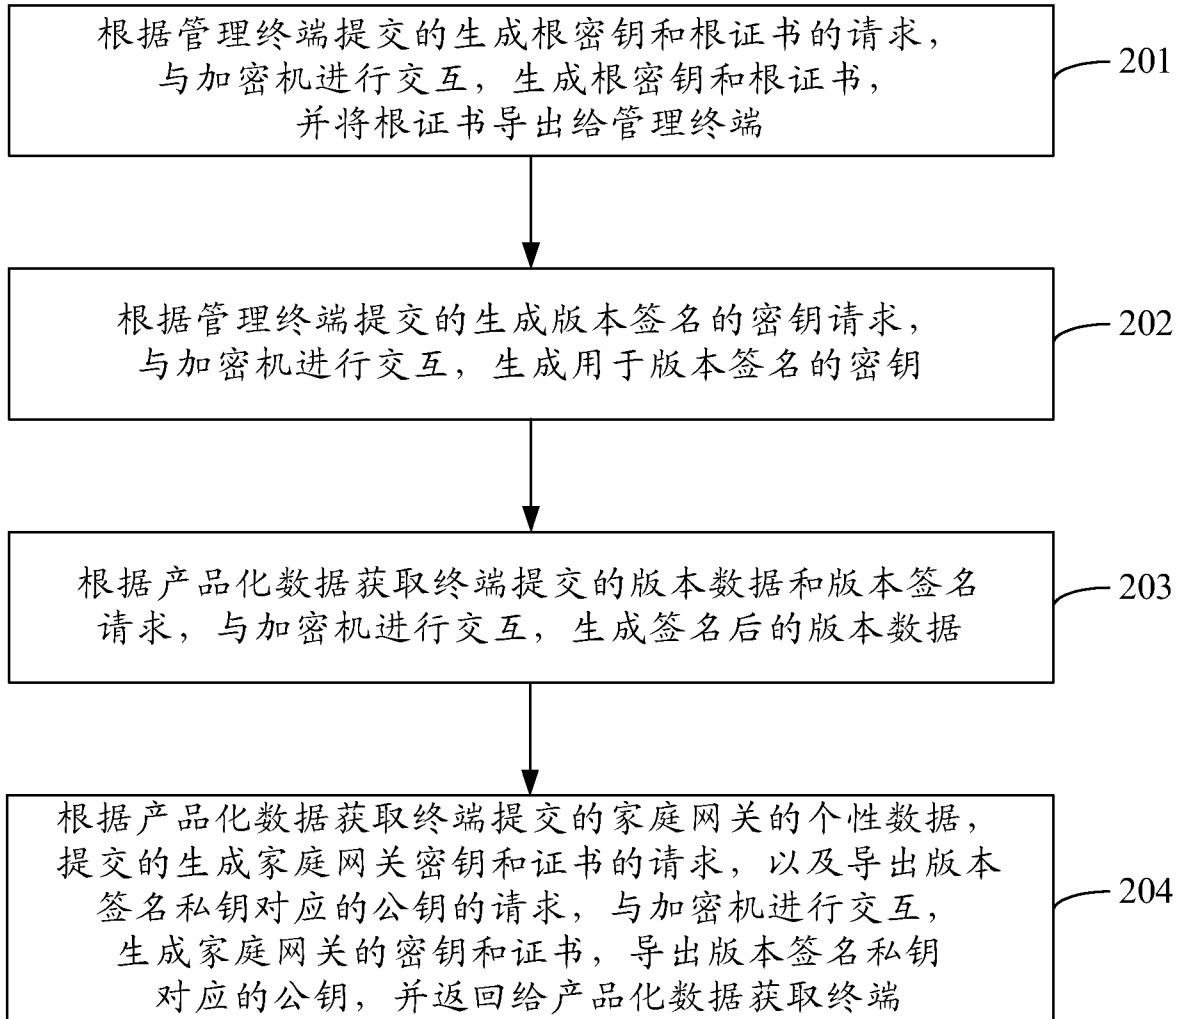 根据管理终端提交的生成根密钥和根证书的请求，
与加密机进行交互，生成根密钥和根证书，
并将根证书导出给管理终端
201
根据管理终端提交的生成版本签名的密钥请求，
与加密机进行交互，生成用于版本签名的密钥
202
根据产品化数据获取终端提交的版本数据和版本签名
请求，与加密机进行交互，生成签名后的版本数据
203
根据产品化数据获取终端提交的家庭网关的个性数据，
提交的生成家庭网关密钥和证书的请求，以及导出版本
签名私钥对应的公钥的请求，与加密机进行交互，
生成家庭网关的密钥和证书，导出版本签名私钥
对应的公钥，并返回给产品化数据获取终端
204